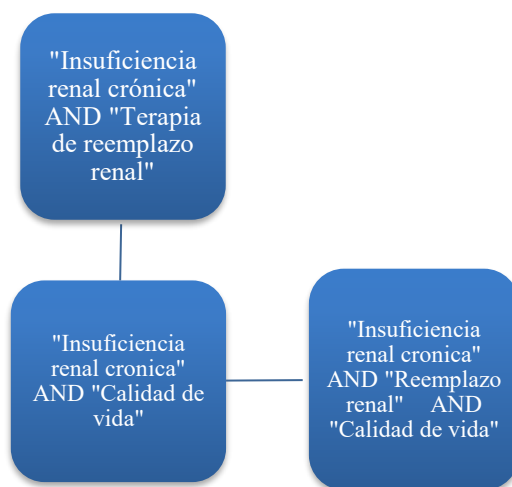 "Insuficiencia
renal crónica"
AND "Terapia
de reemplazo
renal"
"Insuficiencia
renal cronica"
AND "Calidad de
vida"
"Insuficiencia
renal cronica"
AND "Reemplazo
renal" AND
"Calidad de vida"